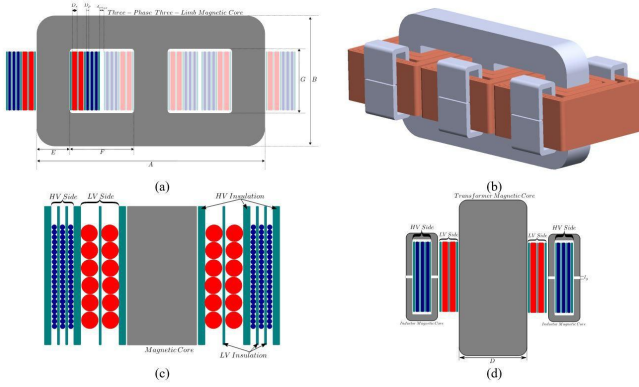 Three-Phase Three-Limb Magnetic Core
G
B
E
F
A
(a)
(b)
HV Side
LV Side
HV Insulation
Magnetic Core
LV Insulation
(c)
Transformer Magnetic Core
HV Side
LV Side
LV Side
HV Side
Inductor Magnetic Core
Inductor Magnetic Core
D
(d)